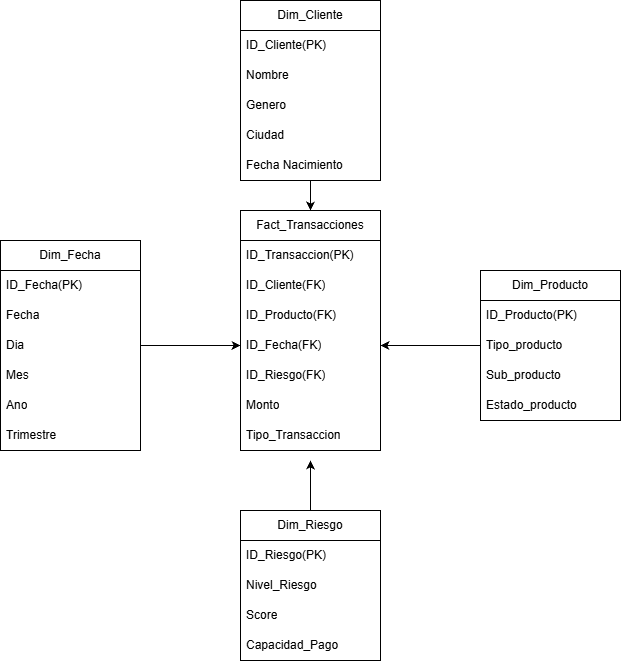 Dim_Cliente
ID_Cliente(PK)
Nombre
Genero
Ciudad
Fecha Nacimiento
Fact_Transacciones
ID_Transaccion(PK)
ID_Cliente(FK)
ID_Producto(FK)
ID_Fecha(FK)
ID_Riesgo(FK)
Monto
Tipo_Transaccion
Dim_Fecha
ID_Fecha(PK)
Fecha
Dia
Mes
Ano
Trimestre
Dim_Producto
ID_Producto(PK)
Tipo_producto
Sub_producto
Estado_producto
Dim_Riesgo
ID_Riesgo(PK)
Nivel_Riesgo
Score
Capacidad_Pago